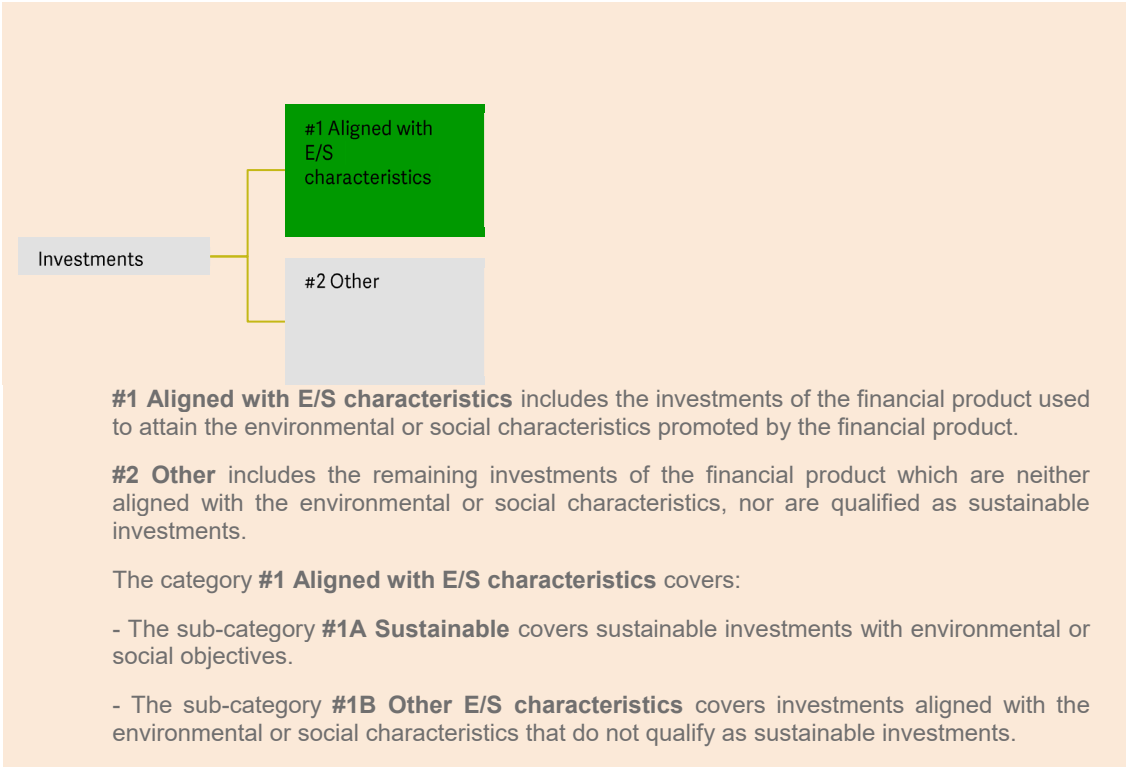 #1 Aligned with
E/S
characteristics
Investments
#2 Other
#1 Aligned with E/S characteristics includes the investments of the financial product used
to attain the environmental or social characteristics promoted by the financial product.
#2 Other includes the remaining investments of the financial product which are neither
aligned with the environmental or social characteristics, nor are qualified as sustainable
investments.
The category #1 Aligned with E/S characteristics covers:
- The sub-category #1A Sustainable covers sustainable investments with environmental or
social objectives.
- The sub-category #1B Other E/S characteristics covers investments aligned with the
environmental or social characteristics that do not qualify as sustainable investments.